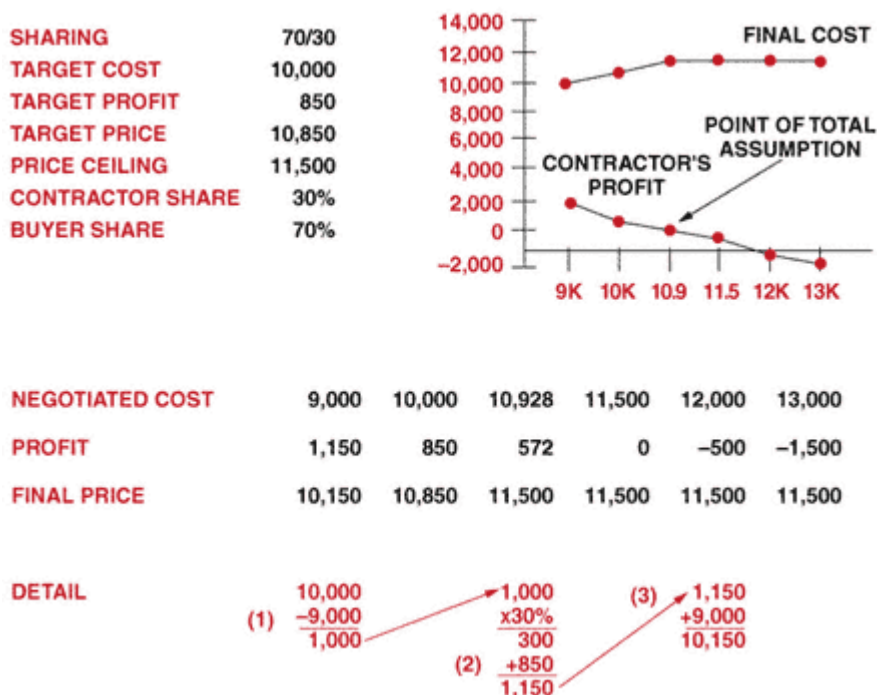 SHARING 70/30
TARGET COST 10,000
TARGET PROFIT 850
TARGET PRICE 10,850
PRICE CEILING 11,500
CONTRACTOR SHARE 30%
BUYER SHARE 70%
14,000
12,000
10,000
8,000
6,000
4,000
2,000
0
–2,000
FINAL COST
POINT OF TOTAL
ASSUMPTION
CONTRACTOR'S
PROFIT
9K 10K 10.9 11.5 12K 13K
NEGOTIATED COST 9,000 10,000 10,928 11,500 12,000 13,000
PROFIT 1,150 850 572 0 –500 –1,500
FINAL PRICE 10,150 10,850 11,500 11,500 11,500 11,500
DETAIL 10,000 1,000 (3) 1,150
(1) –9,000 x30% +9,000
1,000 300 10,150
(2) +850
1,150